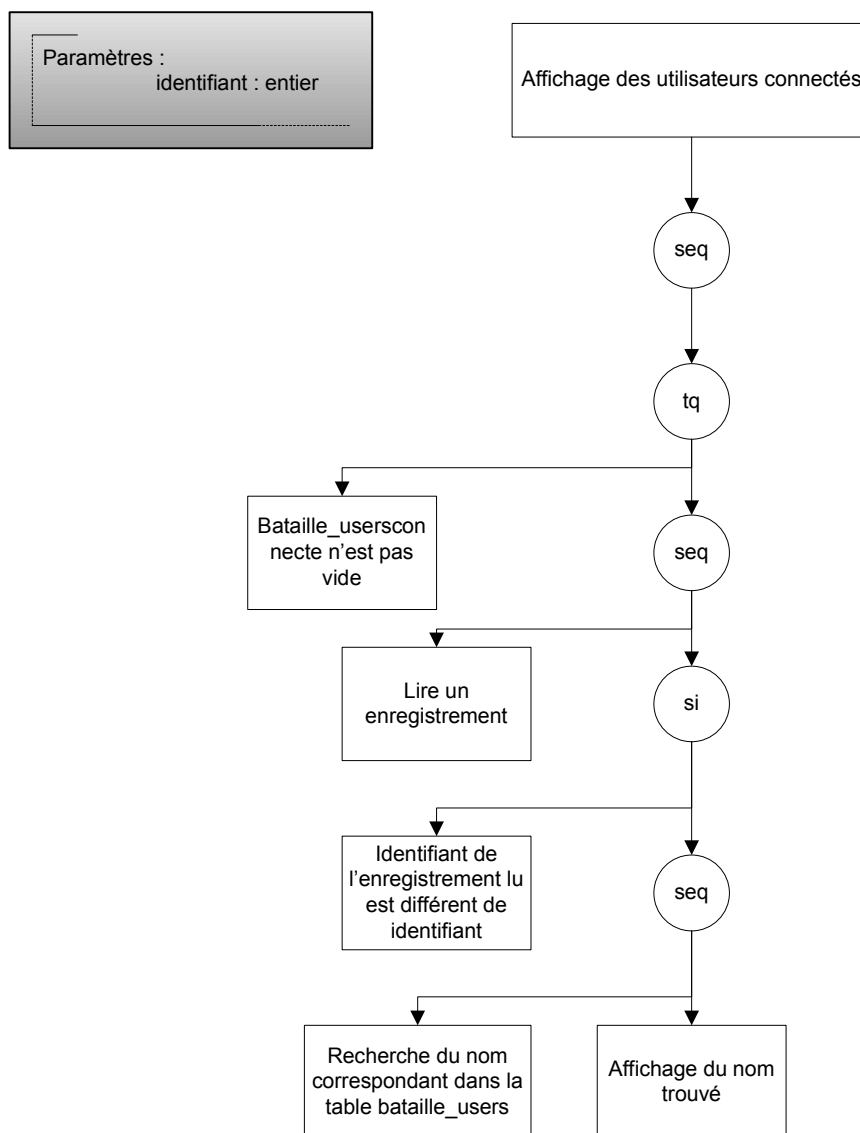 Paramètres :
identifiant : entier
Affichage des utilisateurs connectés
seq
tq
Bataille_userscon
necte n’est pas
vide
seq
Lire un
enregistrement
si
Identifiant de
l’enregistrement lu
est différent de
identifiant
seq
Recherche du nom
correspondant dans la
table bataille_users
Affichage du nom
trouvé